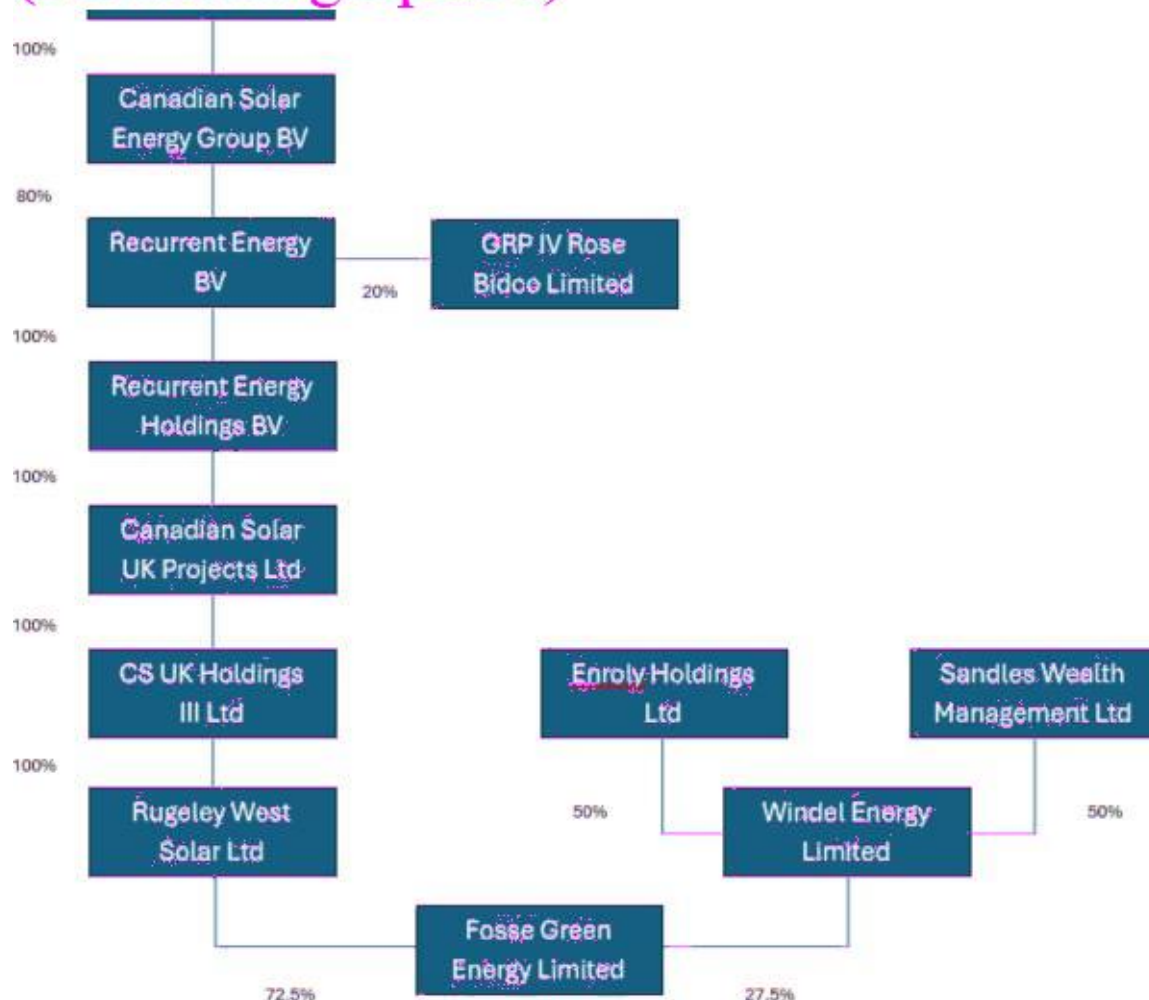 100%
Canadian Solar
Energy Group BV
80%
Recurrent Energy
BV
GRP IV Rose
Bidco Limited
20%
100%
Recurrent Energy
Holdings BV
100%
Canadian Solar
UK Projects Ltd
100%
CS UK Holdings
III Ltd
Enroly Holdings
Ltd
Sandles Wealth
Management Ltd
100%
Rugeley West
Solar Ltd
50%
Windel Energy
Limited
50%
Fosse Green
Energy Limited
72.5%
27.5%